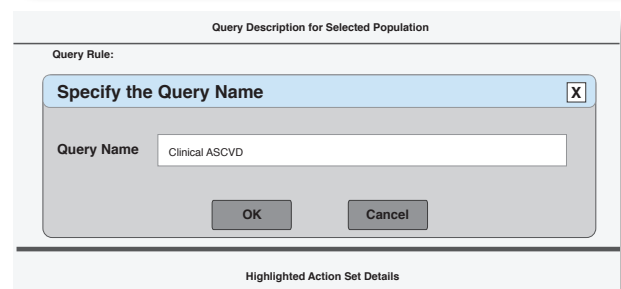 Query Description for Selected Population
Query Rule:
Specify the Query Name X
Query Name Clinical ASCVD
OK Cancel
Highlighted Action Set Details